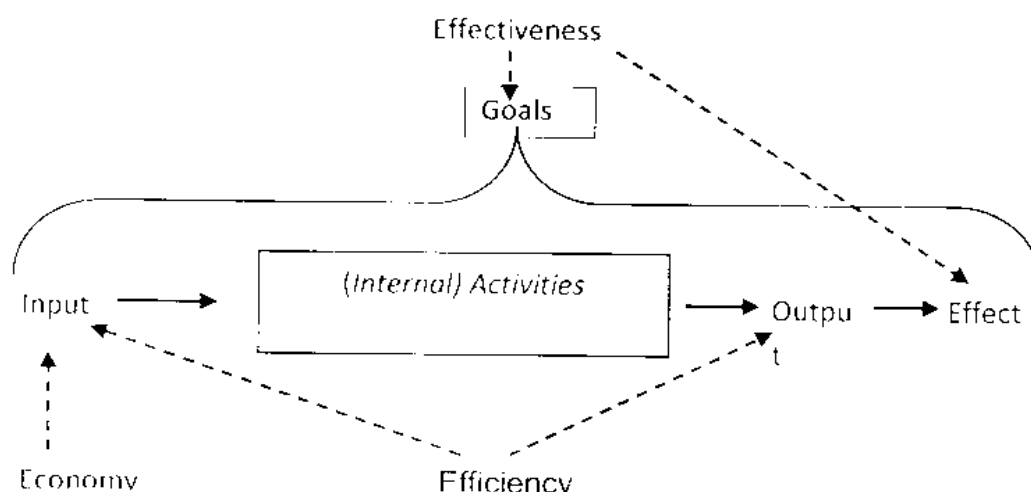 Effectiveness
Goals
(Internal) Activities
Input
Outpu
t
Effect
Economy
Efficiency